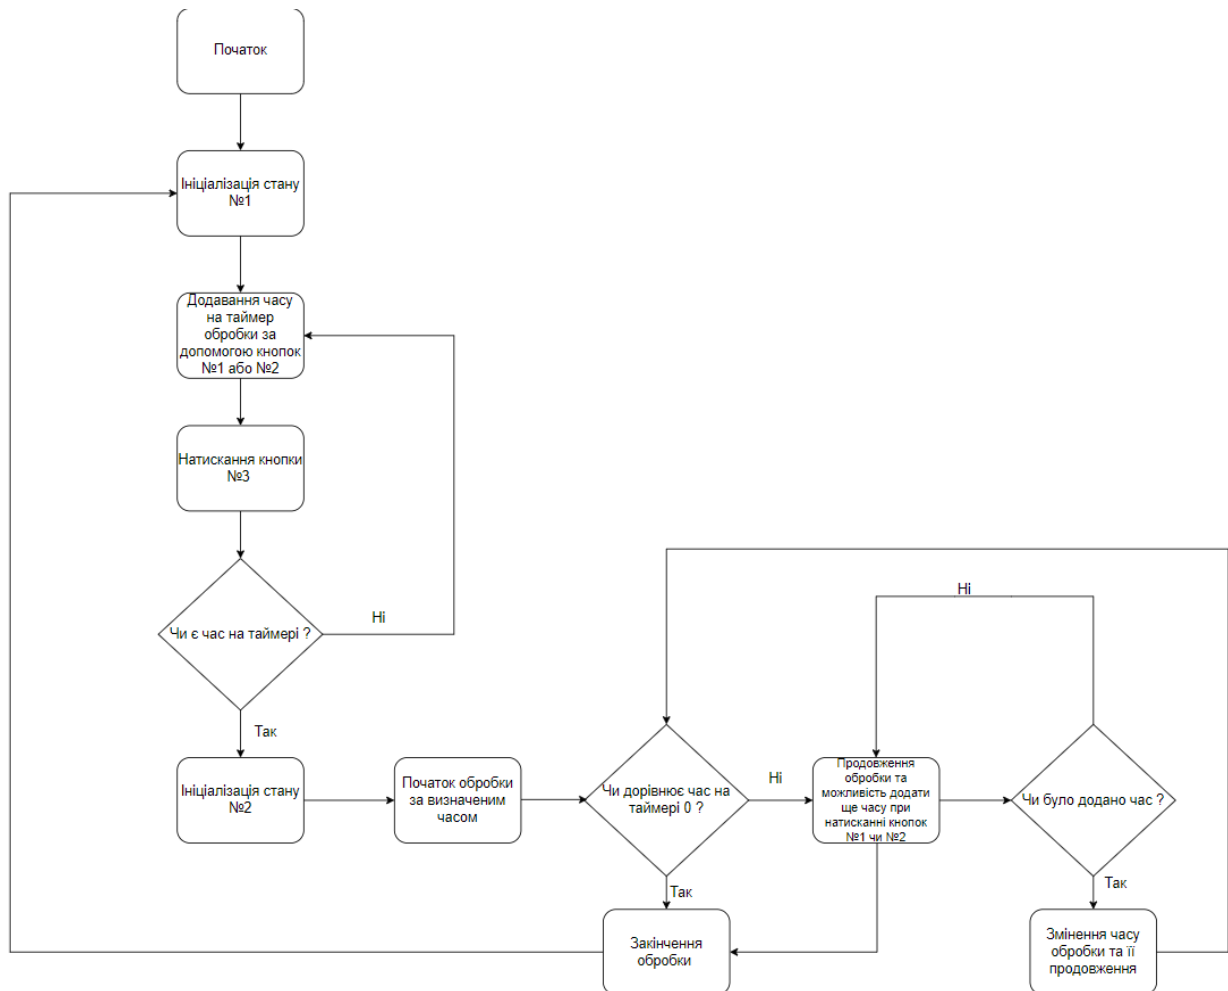 Початок
Ініціалізація стану
№1
Додавання часу
на таймер
обробки за
допомогою кнопок
№1 або №2
Натискання кнопки
№3
Чи є час на таймері ?
Ні
Так
Ініціалізація стану
№2
Початок обробки
за визначеним
часом
Чи дорівнює час на
таймері 0 ?
Ні
Так
Закінчення
обробки
Продовження
обробки та
можливість додати
ще часу при
натисканні кнопок
№1 чи №2
Чи було додано час ?
Ні
Так
Змінення часу
обробки та її
продовження